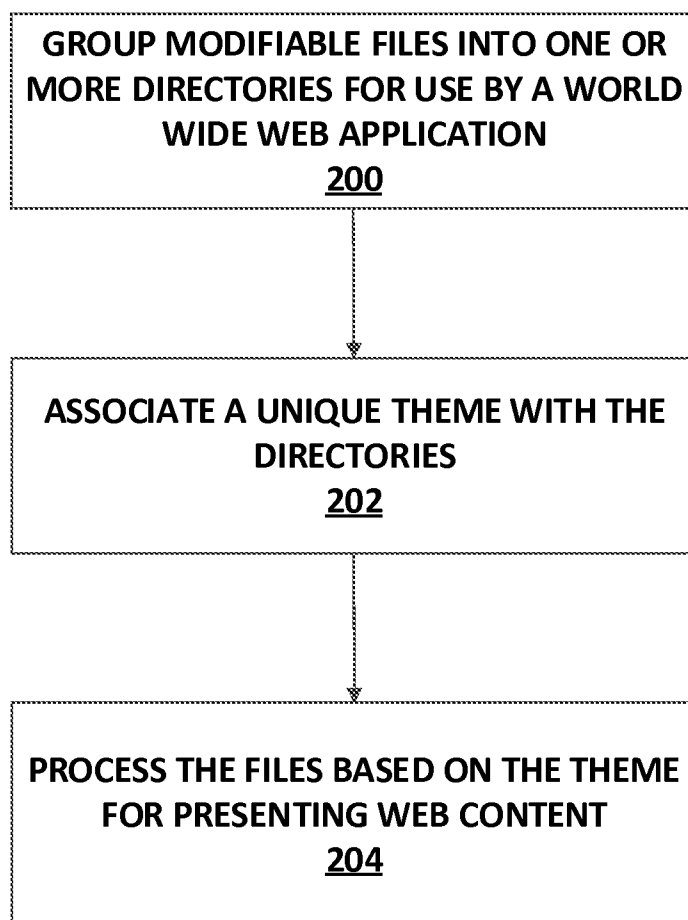 GROUP MODIFIABLE FILES INTO ONE OR
MORE DIRECTORIES FOR USE BY A WORLD
WIDE WEB APPLICATION
200
ASSOCIATE A UNIQUE THEME WITH THE
DIRECTORIES
202
PROCESS THE FILES BASED ON THE THEME
FOR PRESENTING WEB CONTENT
204